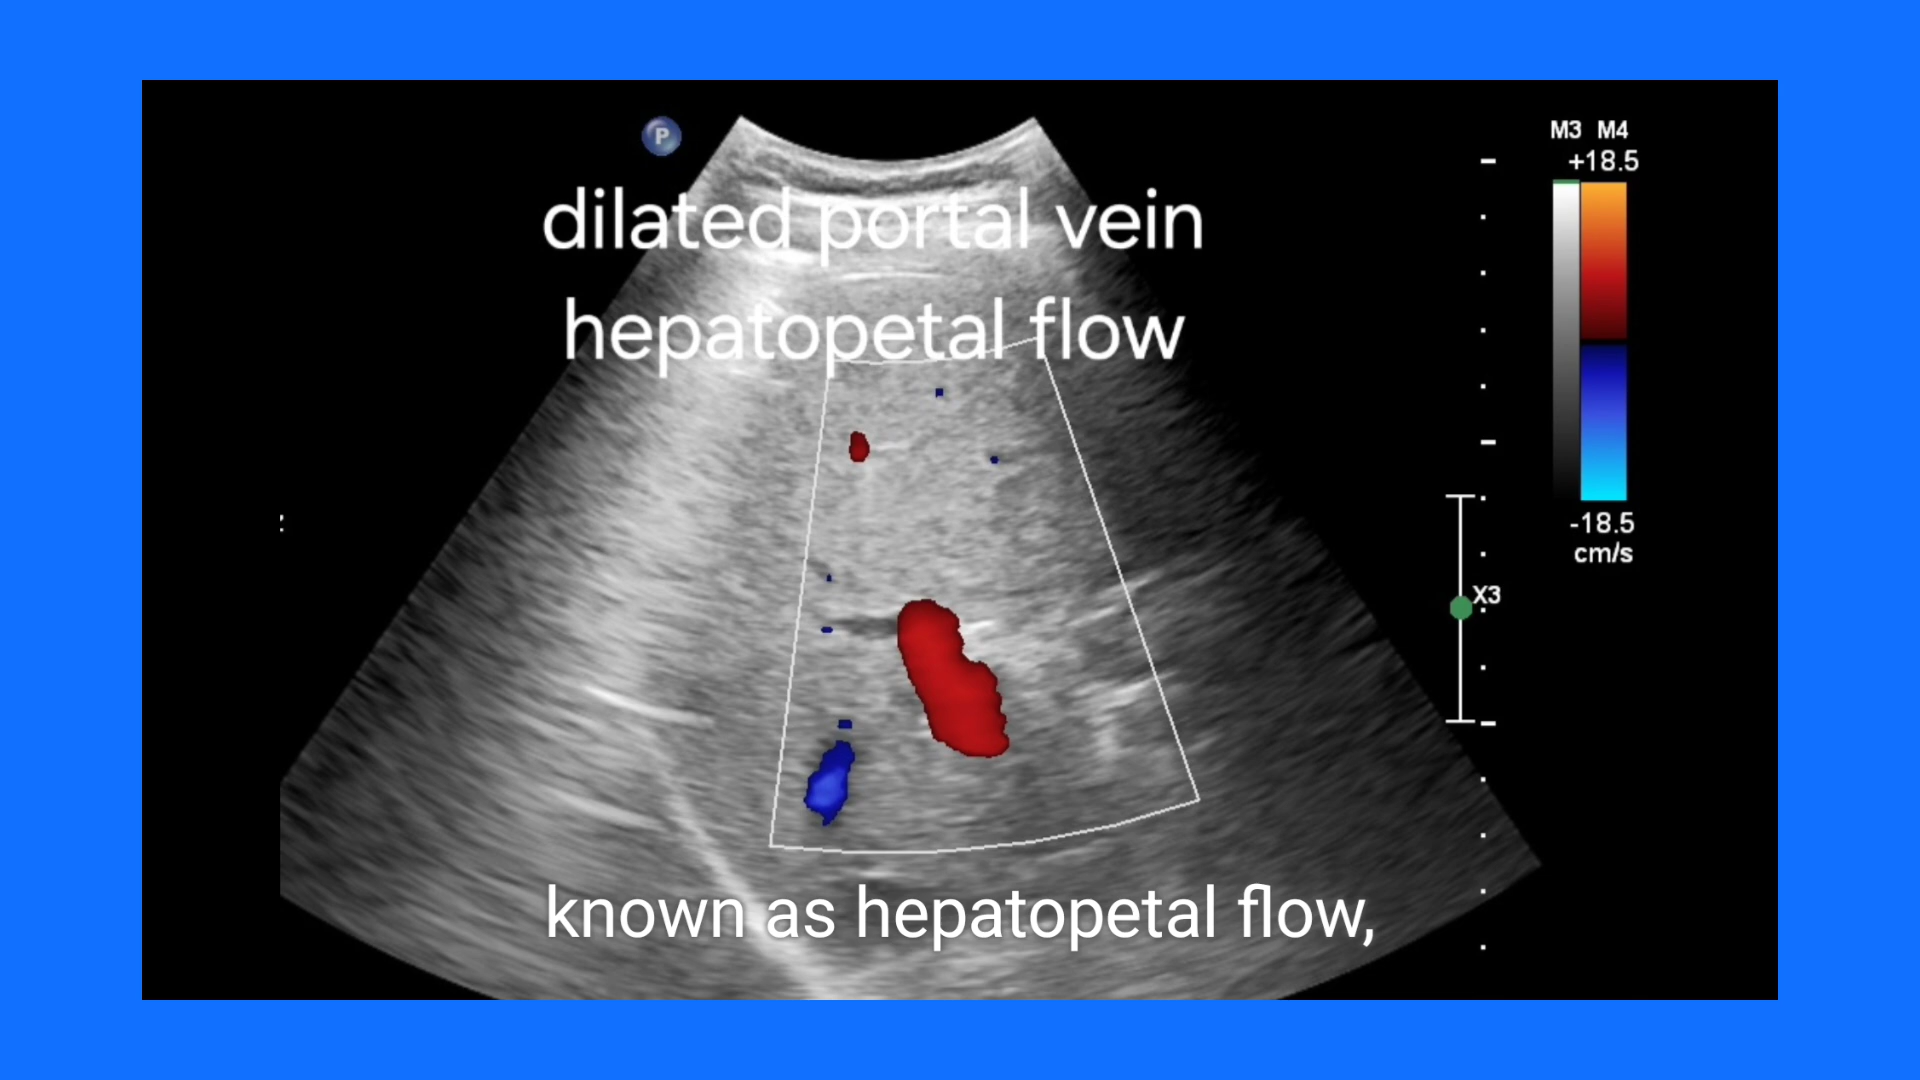 P
M3 M4
+18.5
dilated portal vein
hepatopetal flow
-18.5
cm/s
X3
known as hepatopetal flow,